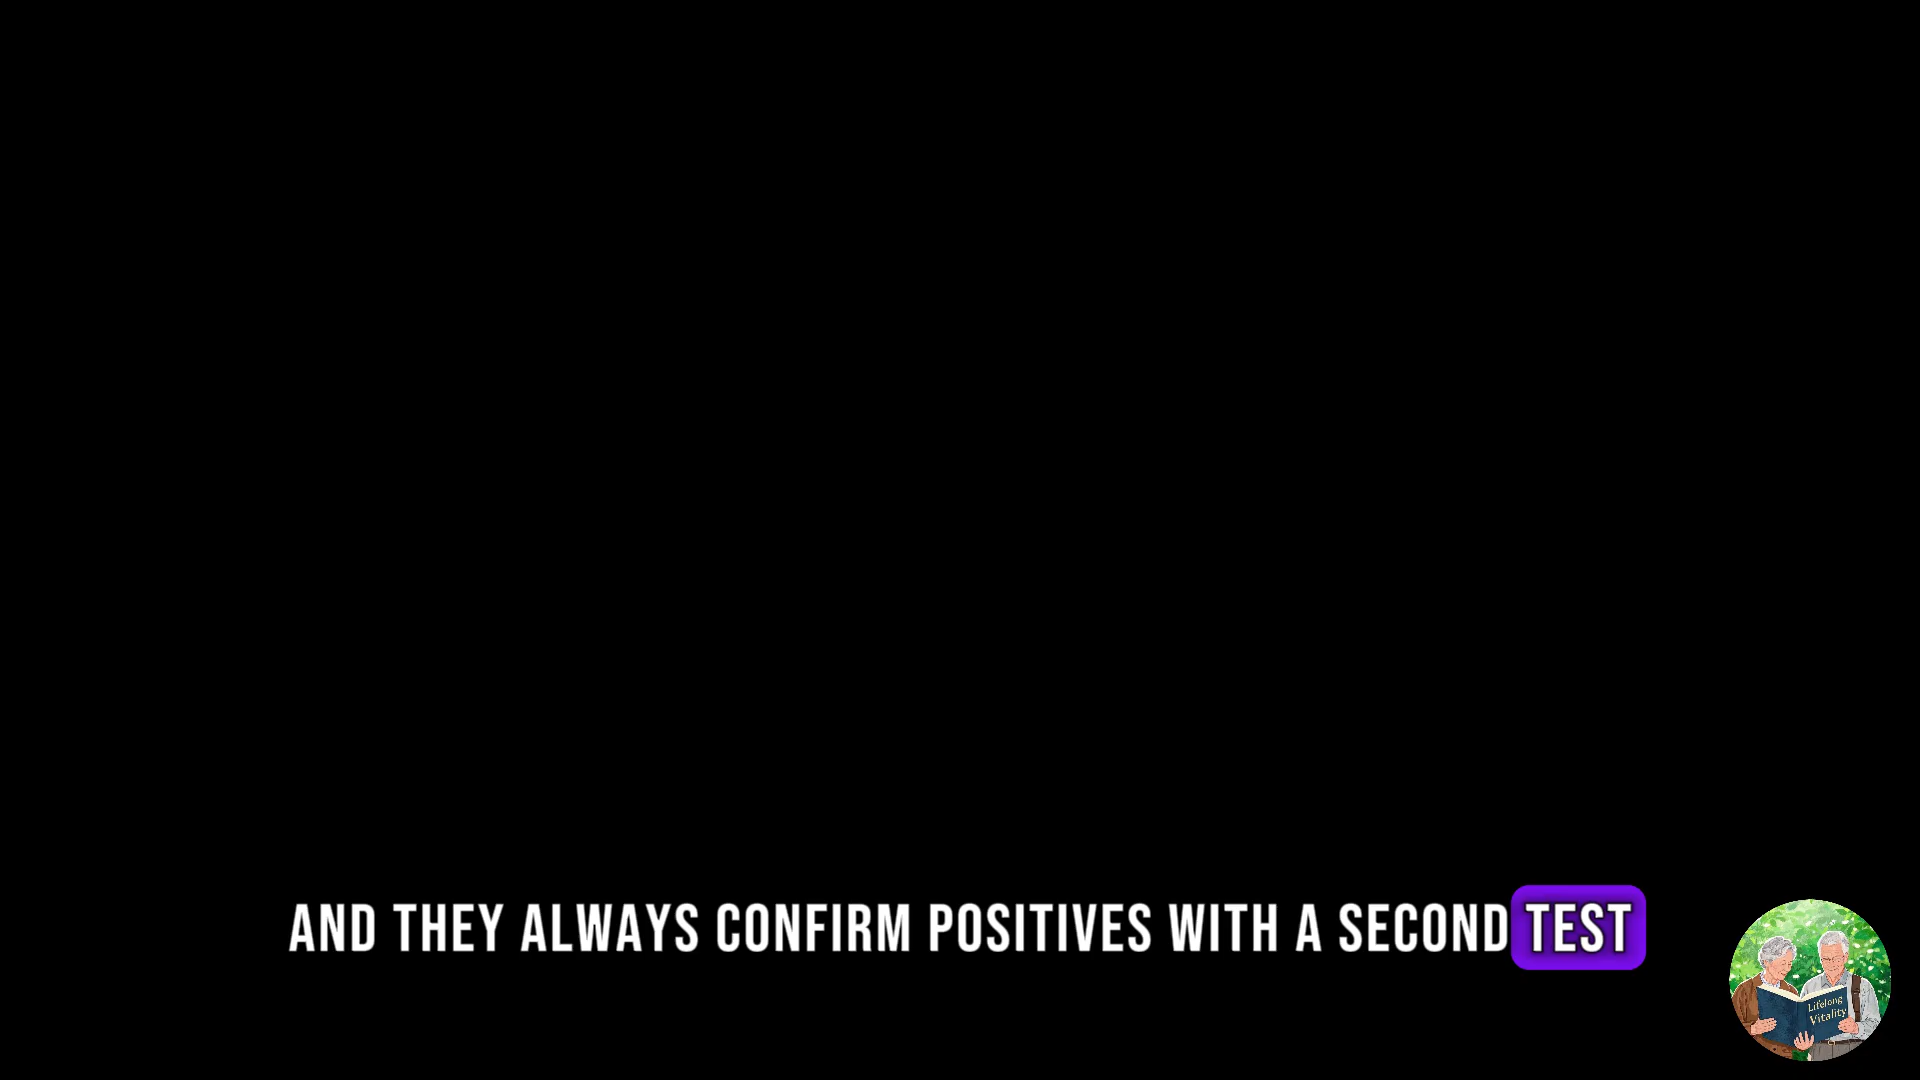 AND THEY ALWAYS CONFIRM POSITIVES WITH A SECOND TEST
Lifelong
Vitality